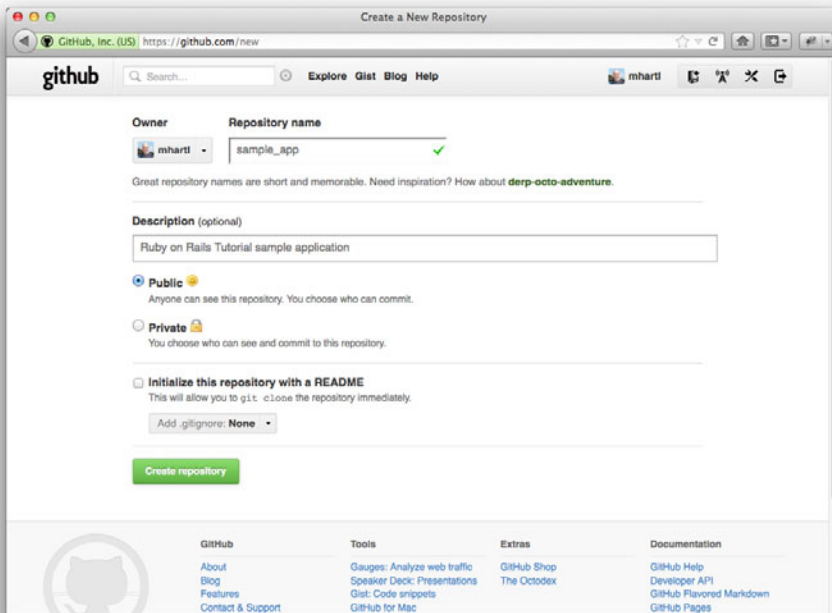 Create a New Repository
GitHub, Inc. (US) https://github.com/new
github Search... Explore Gist Blog Help mhartl
Owner Repository name
mhartl sample_app
Great repository names are short and memorable. Need inspiration? How about derp-octo-adventure.
Description (optional)
Ruby on Rails Tutorial sample application
Public
Anyone can see this repository. You choose who can commit.
Private
You choose who can see and commit to this repository.
Initialize this repository with a README
This will allow you to git clone the repository immediately.
Add .gitignore: None
Create repository
GitHub Tools Extras Documentation
About Gauges: Analyze web traffic GitHub Shop GitHub Help
Blog Speaker Deck: Presentations The Octodex Developer API
Features Gist: Code snippets GitHub Flavored Markdown
Contact & Support GitHub for Mac GitHub Pages